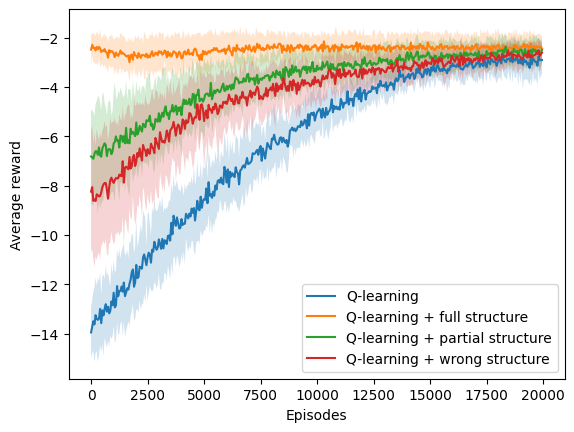 −2
−4
−6
−8
−10
−12
−14
Average reward
0
2500
5000
7500
10000
12500
15000
17500
20000
Episodes
Q-learning
Q-learning + full structure
Q-learning + partial structure
Q-learning + wrong structure